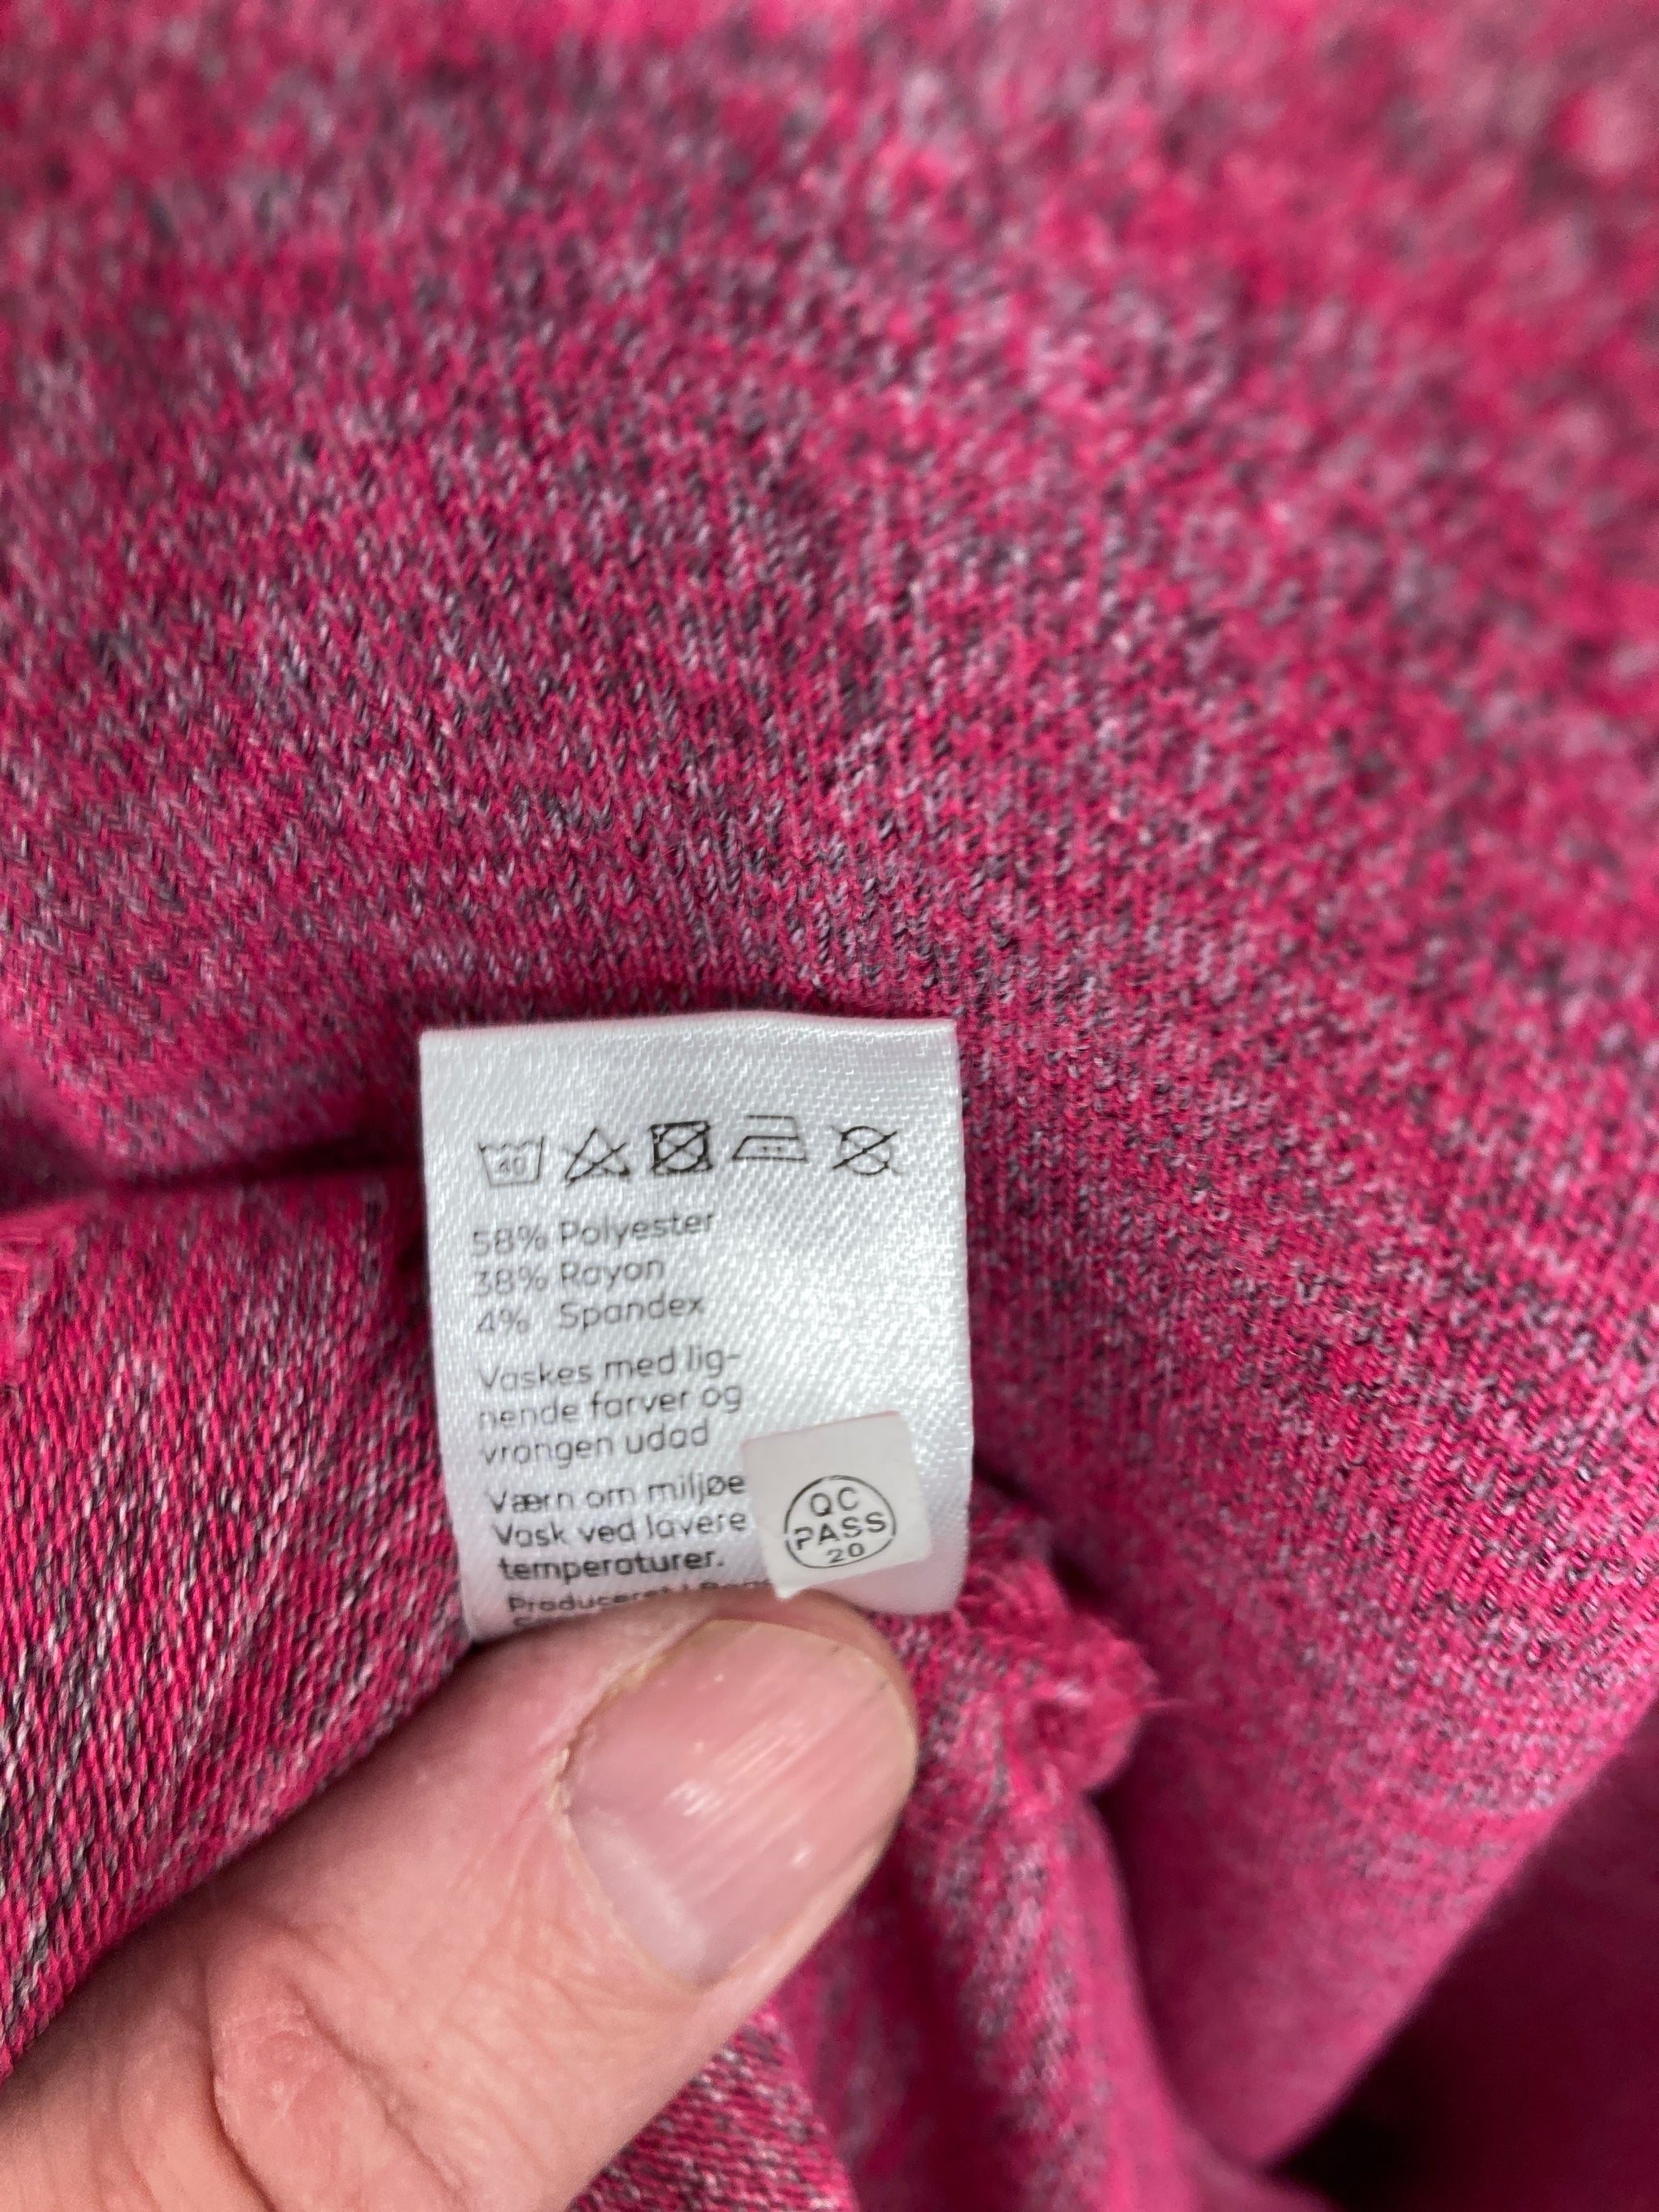 40
58% Polyester
38% Rayon
4% Spandex
Vaskes med lig-
nende farver og
vrangen udad
Værn om miljøe
Vask ved lavere
temperaturer.
Produceret i
QC
PASS
20